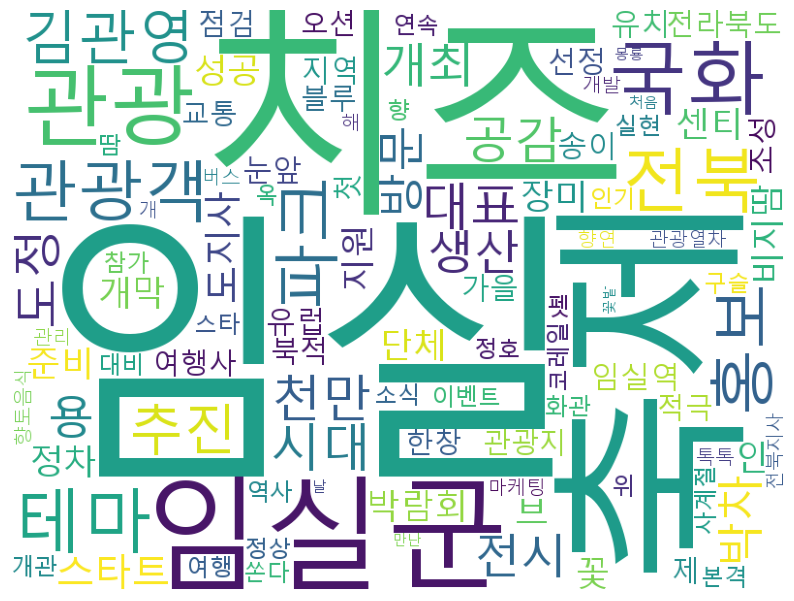 김관영
점검
오션
연속
유치
전라북도
성공
지역
개최
선정
몽룡
국화
관광
치즈
교통
블루
향
개발
처음
땀
해
공감
송이
실현
센티
조성
관광객
버스
눈앞
첫
방문
대표
장미
인기
전북
개
옥
도정
도지사
파크
지원
생산
향연
관광열차
비지땀
참가
개막
가을
구슬
꽃밭
임실
축제
홍보
스타
유럽
북적
단체
정호
코레일셋
임실역
관리
준비
대비
여행사
천만
소식
이벤트
화관
적극
향토음식
용
추진
시대
한창
관광지
톡톡
전북지사
정차
역사
날
박람회
마케팅
위
사계절
인
박차
테마
임실군
브
개관
스타트
여행
정상
쏟다
만난
전시
꽃
제
본격